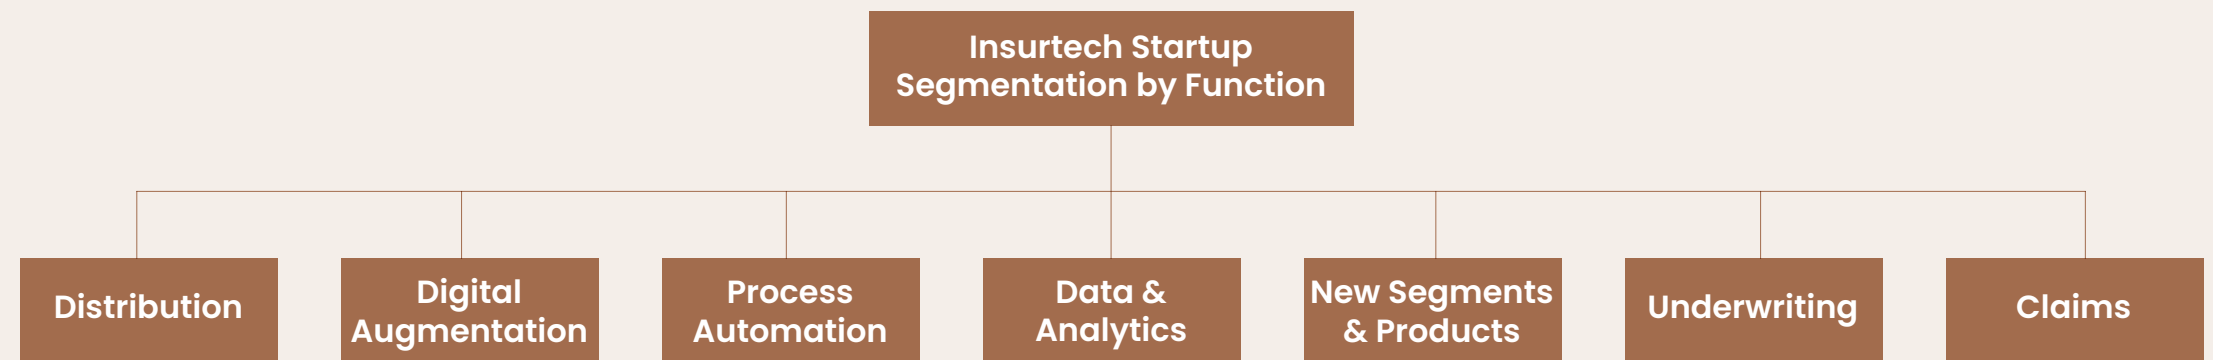 Insurtech Startup
Segmentation by Function
Distribution
Digital
Augmentation
Process
Automation
Data &
Analytics
New Segments
& Products
Underwriting
Claims